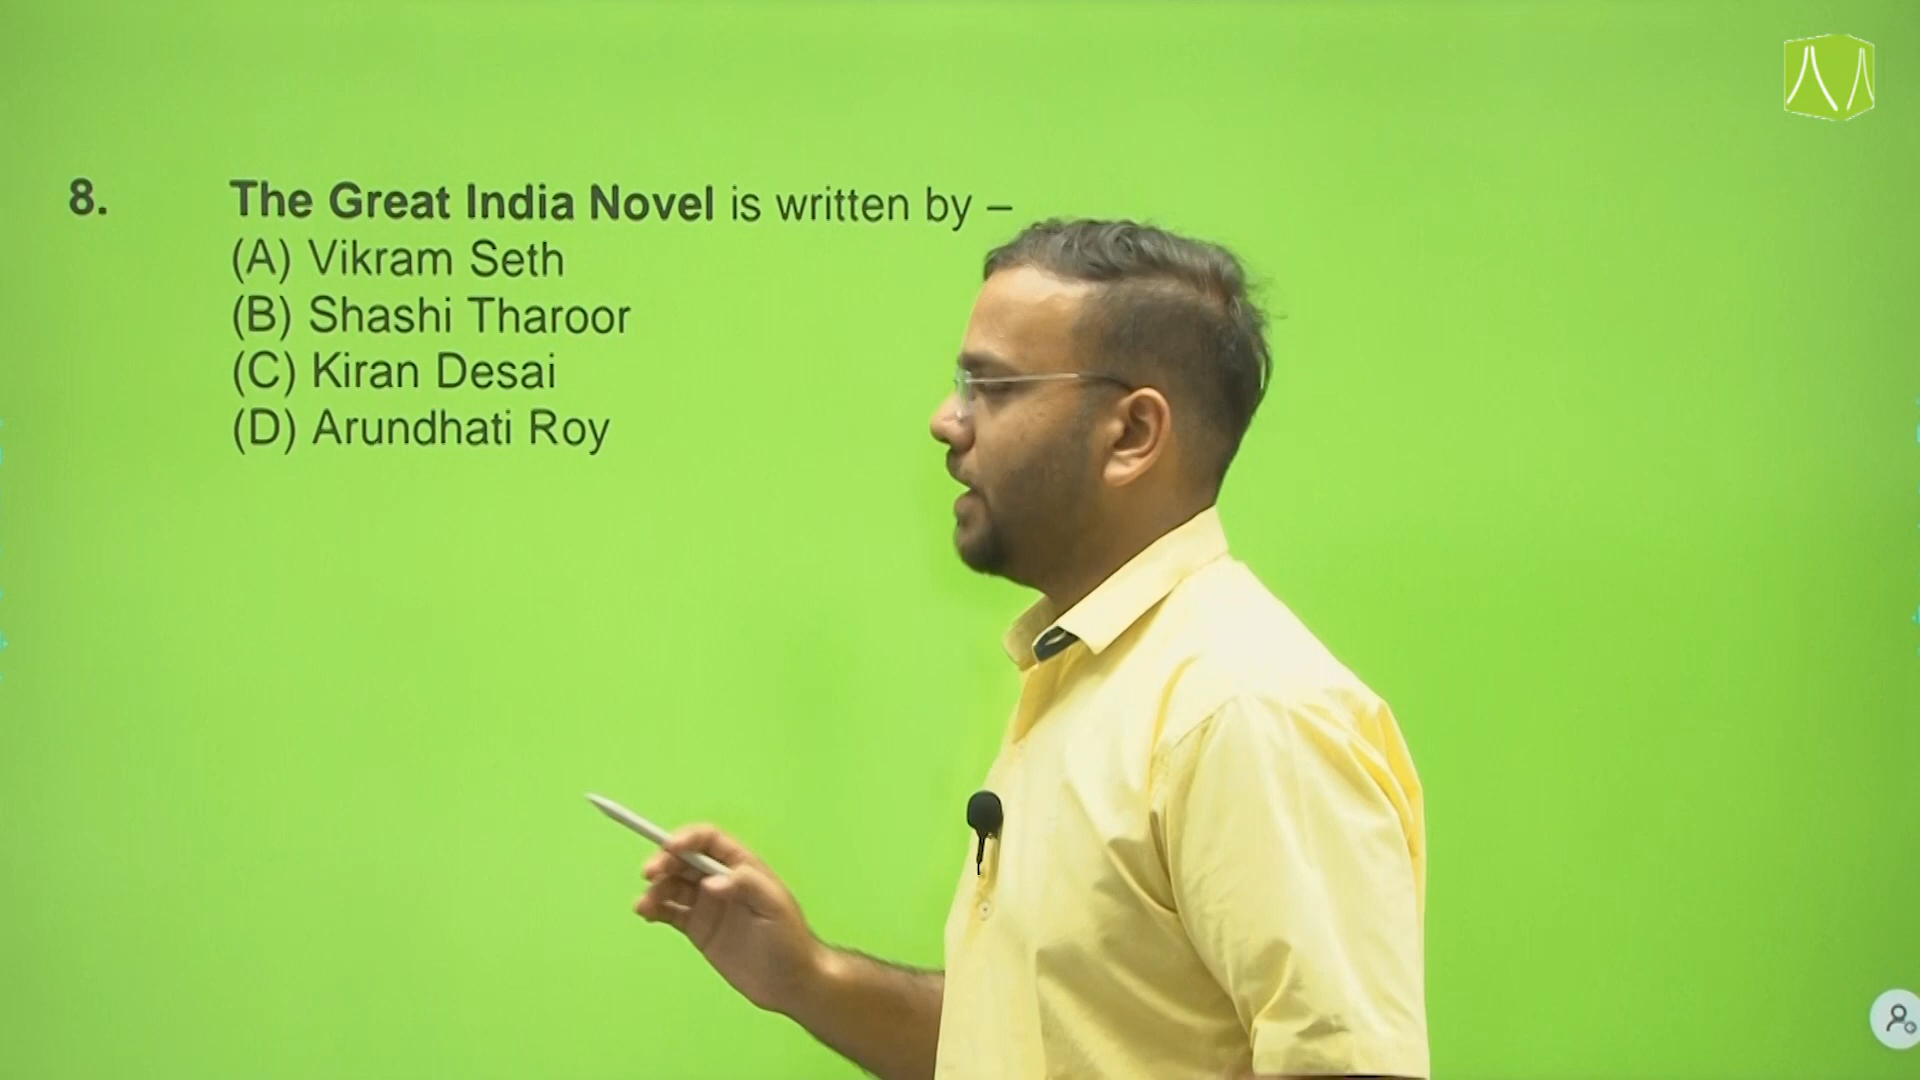 8. The Great India Novel is written by –
(A) Vikram Seth
(B) Shashi Tharoor
(C) Kiran Desai
(D) Arundhati Roy